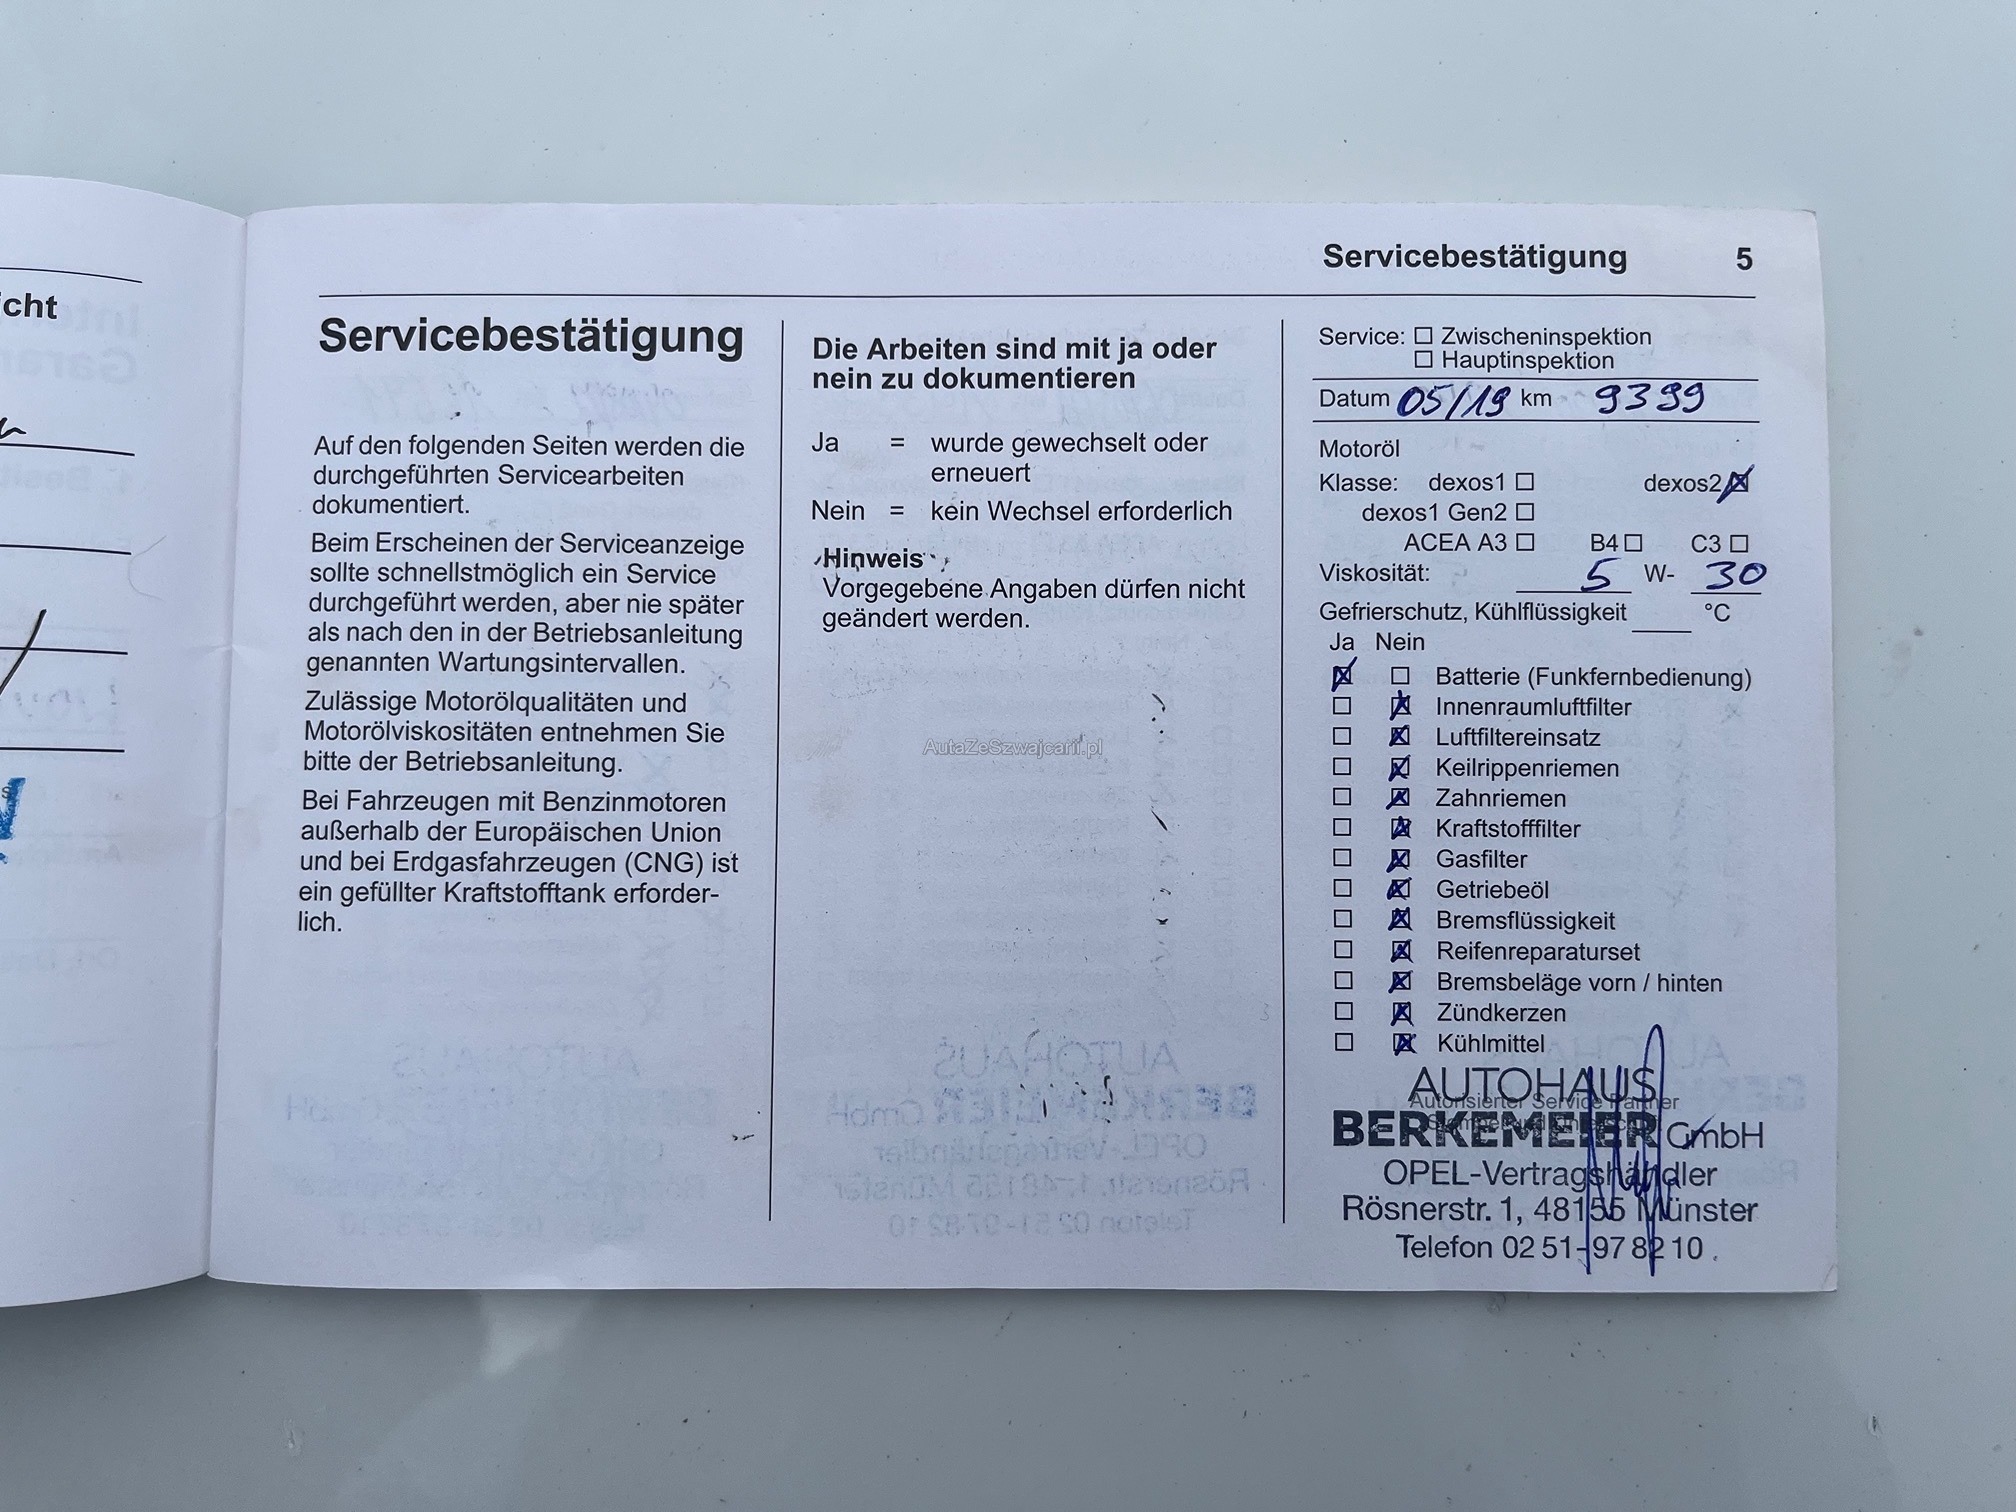 icht
Servicebestätigung 5
Servicebestätigung
Auf den folgenden Seiten werden die
durchgeführten Servicearbeiten
dokumentiert.
Beim Erscheinen der Serviceanzeige
sollte schnellstmöglich ein Service
durchgeführt werden, aber nie später
als nach den in der Betriebsanleitung
genannten Wartungsintervallen.
Zulässige Motorölqualitäten und
Motorölviskositäten entnehmen Sie
bitte der Betriebsanleitung.
Bei Fahrzeugen mit Benzinmotoren
außerhalb der Europäischen Union
und bei Erdgasfahrzeugen (CNG) ist
ein gefüllter Kraftstofftank erforder-
lich.
Die Arbeiten sind mit ja oder
nein zu dokumentieren
Ja = wurde gewechselt oder
erneuert
Nein = kein Wechsel erforderlich
Hinweis
Vorgegebene Angaben dürfen nicht
geändert werden.
AutaZeSzwajcarii.pl
Service: ☐ Zwischeninspektion
☐ Hauptinspektion
Datum 05/19 km 9399
Motoröl
Klasse: dexos1 ☐ dexos2 ☒
dexos1 Gen2 ☐
ACEA A3 ☐ B4 ☐ C3 ☐
Viskosität: 5 W- 30
Gefrierschutz, Kühlflüssigkeit °C
Ja Nein
☒ ☐ Batterie (Funkfernbedienung)
☐ ☒ Innenraumluftfilter
☐ ☒ Luftfiltereinsatz
☐ ☒ Keilrippenriemen
☐ ☒ Zahnriemen
☐ ☒ Kraftstofffilter
☐ ☒ Gasfilter
☐ ☒ Getriebeöl
☐ ☒ Bremsflüssigkeit
☐ ☒ Reifenreparaturset
☐ ☒ Bremsbeläge vorn / hinten
☐ ☒ Zündkerzen
☐ ☒ Kühlmittel
AUTOHAUS
Autorisierter Service Partner
BERKEMEIER GmbH
OPEL-Vertragshändler
Rösnerstr. 1, 48155 Münster
Telefon 02 51-97 82 10